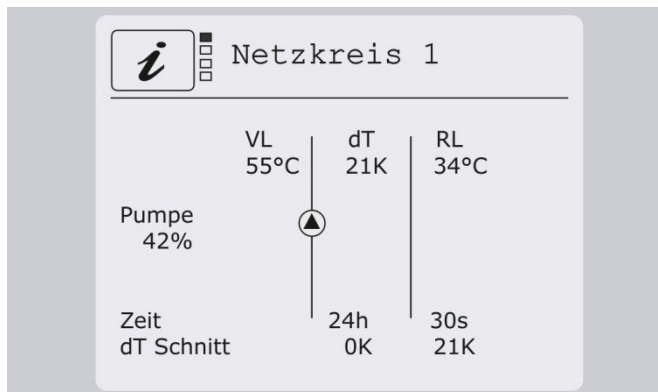 i Netzkreis 1
VL dT RL
55°C 21K 34°C
Pumpe
42%
Zeit 24h 30s
dT Schnitt 0K 21K